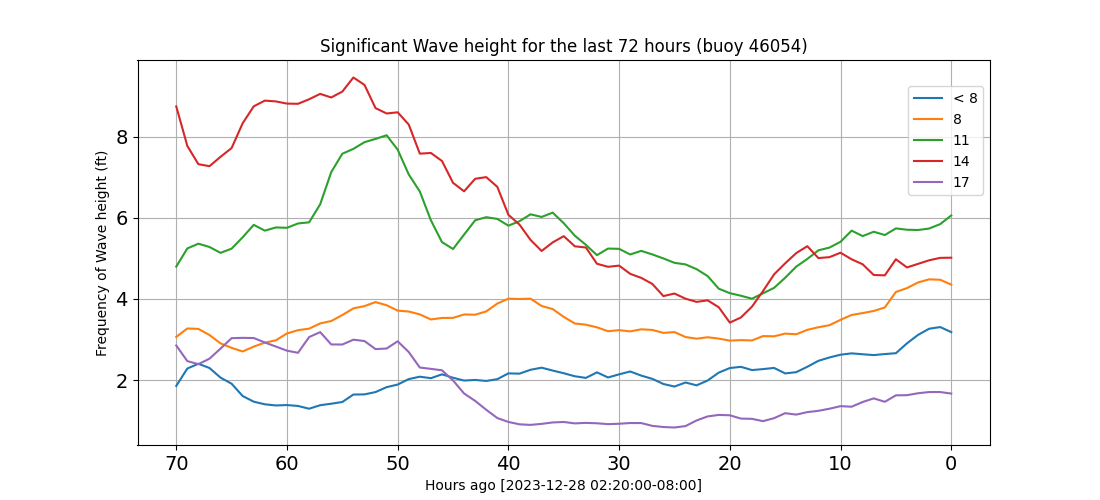 Significant Wave height for the last 72 hours (buoy 46054)
Frequency of Wave height (ft)
8
6
4
2
< 8
8
11
14
17
70 60 50 40 30 20 10 0
Hours ago [2023-12-28 02:20:00-08:00]